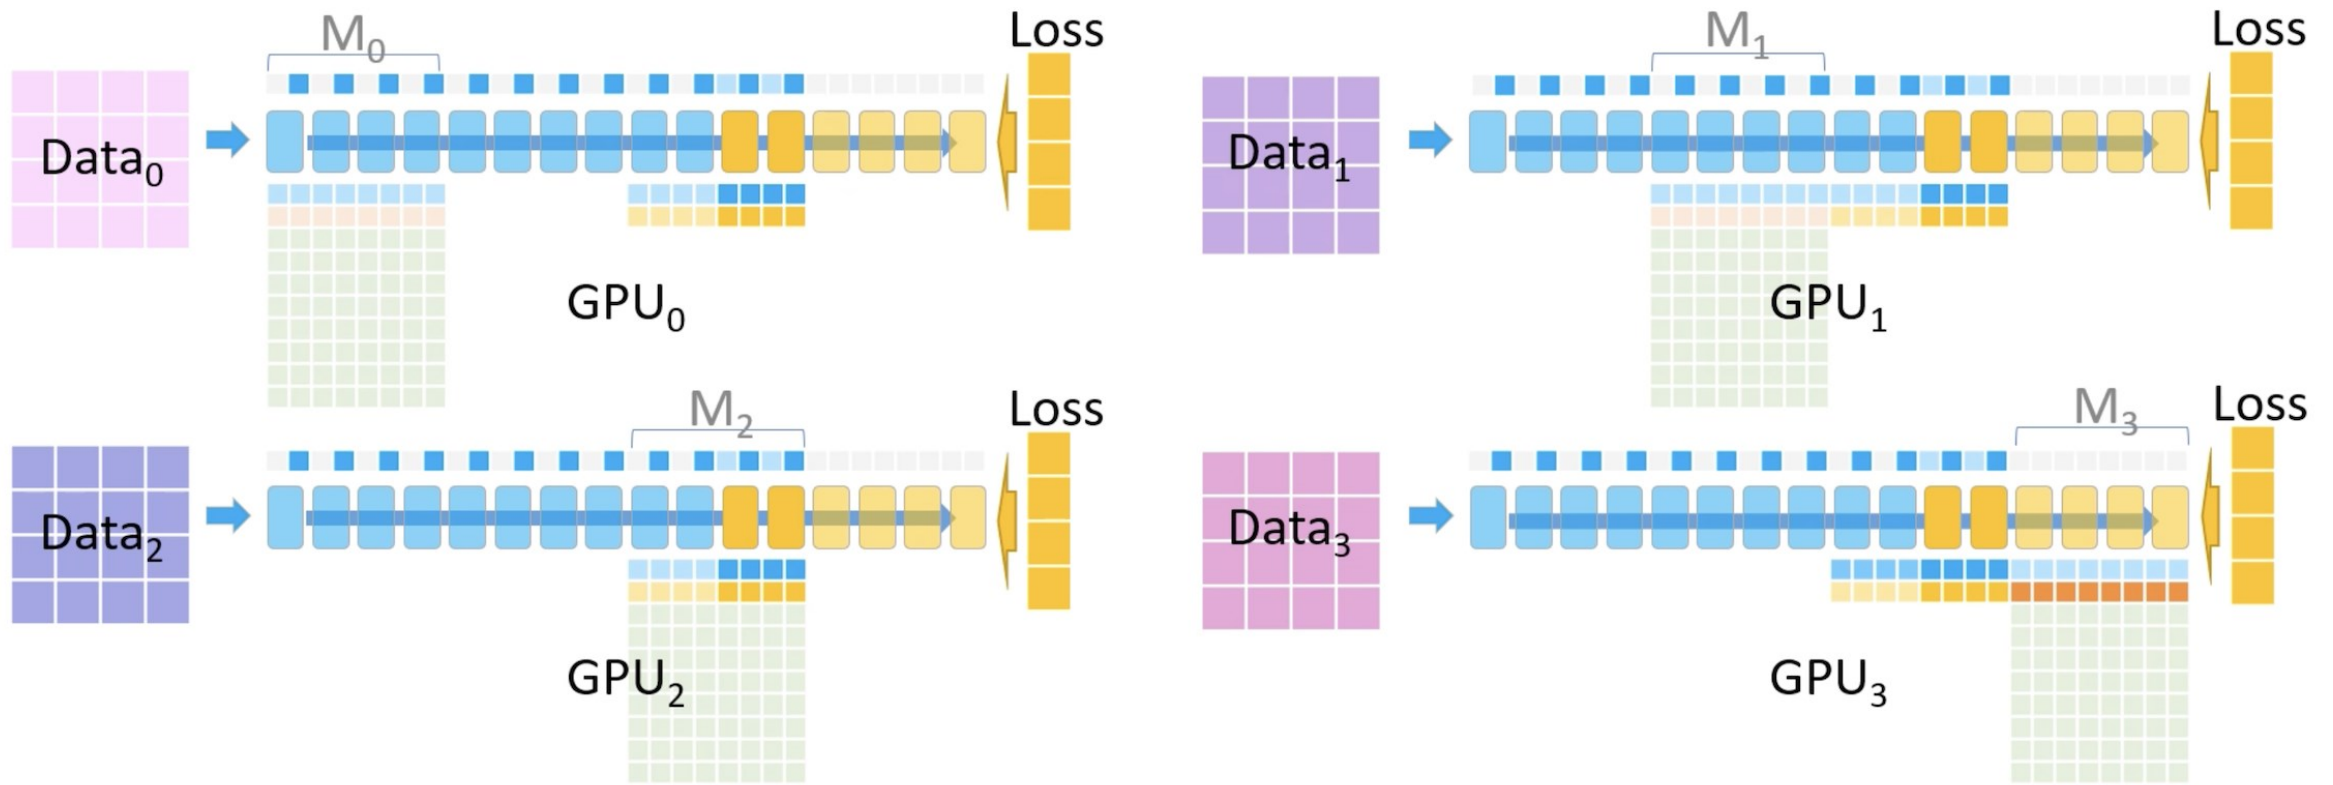 M₀
Loss
Data₀
GPU₀
M₁
Loss
Data₁
GPU₁
M₂
Loss
Data₂
GPU₂
M₃
Loss
Data₃
GPU₃